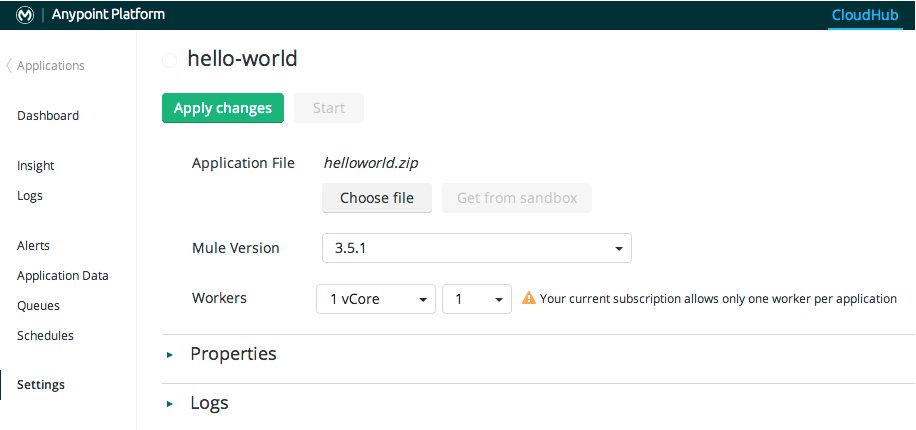 Anypoint Platform
CloudHub
Applications
Dashboard
Insight
Logs
Alerts
Application Data
Queues
Schedules
Settings
hello-world
Apply changes
Start
Application File
helloworld.zip
Choose file
Get from sandbox
Mule Version
3.5.1
Workers
1 vCore
1
Your current subscription allows only one worker per application
Properties
Logs